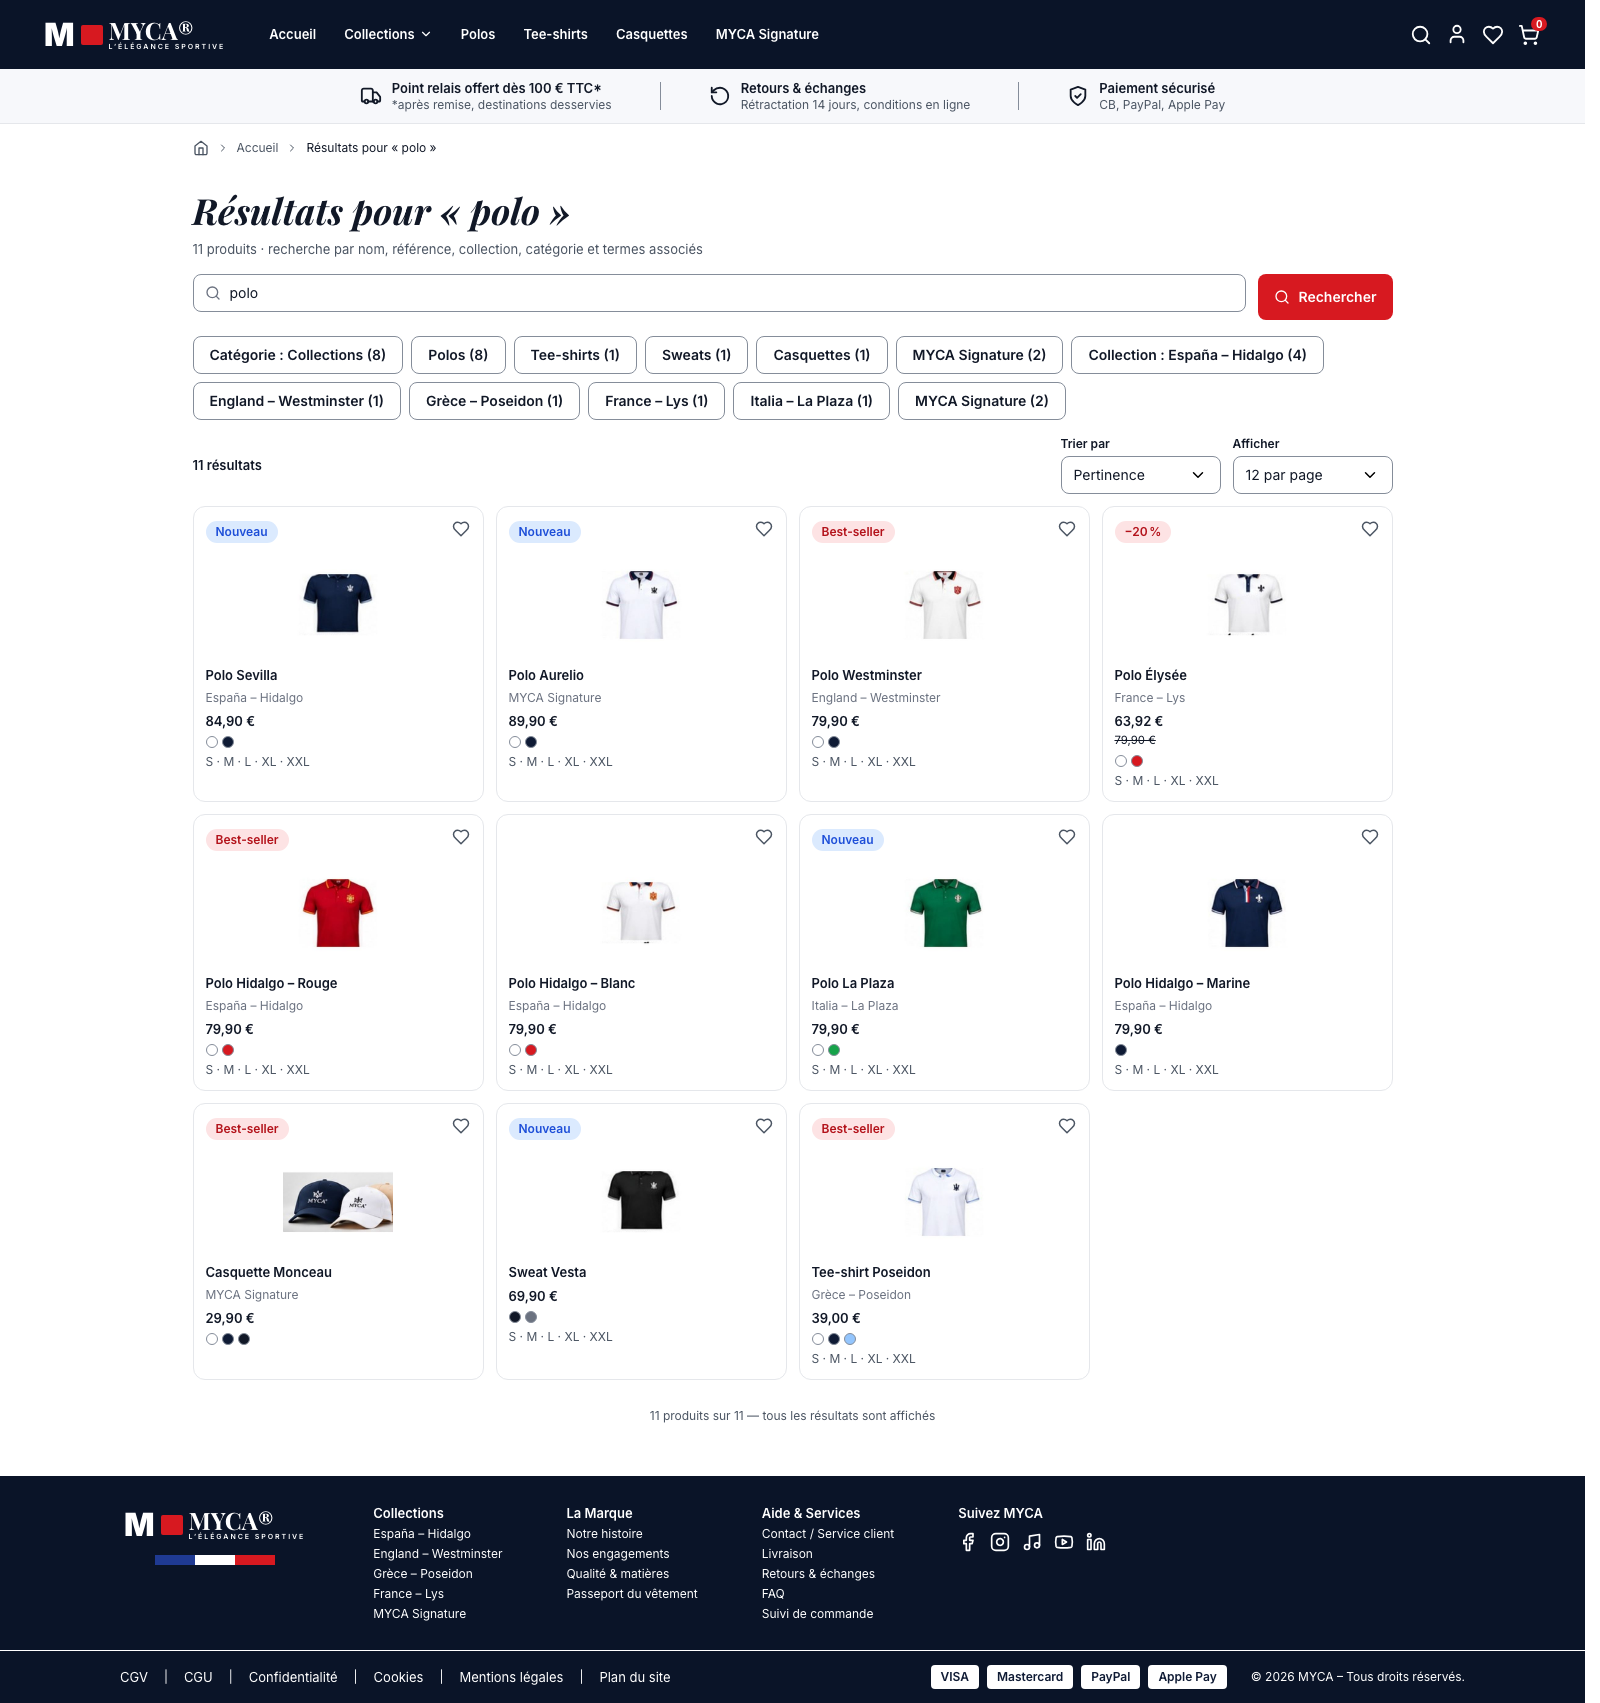 M MYCA®
L'ÉLÉGANCE SPORTIVE
Accueil
Collections
Polos
Tee-shirts
Casquettes
MYCA Signature
0
Point relais offert dès 100 € TTC*
*après remise, destinations desservies
Retours & échanges
Rétractation 14 jours, conditions en ligne
Paiement sécurisé
CB, PayPal, Apple Pay
Accueil
Résultats pour « polo »
Résultats pour « polo »
11 produits · recherche par nom, référence, collection, catégorie et termes associés
polo
Rechercher
Catégorie : Collections (8)
Polos (8)
Tee-shirts (1)
Sweats (1)
Casquettes (1)
MYCA Signature (2)
Collection : España – Hidalgo (4)
England – Westminster (1)
Grèce – Poseidon (1)
France – Lys (1)
Italia – La Plaza (1)
MYCA Signature (2)
11 résultats
Trier par
Pertinence
Afficher
12 par page
Nouveau
Polo Sevilla
España – Hidalgo
84,90 €
S · M · L · XL · XXL
Nouveau
Polo Aurelio
MYCA Signature
89,90 €
S · M · L · XL · XXL
Best-seller
Polo Westminster
England – Westminster
79,90 €
S · M · L · XL · XXL
−20 %
Polo Élysée
France – Lys
63,92 €
79,90 €
S · M · L · XL · XXL
Best-seller
Polo Hidalgo – Rouge
España – Hidalgo
79,90 €
S · M · L · XL · XXL
Polo Hidalgo – Blanc
España – Hidalgo
79,90 €
S · M · L · XL · XXL
Nouveau
Polo La Plaza
Italia – La Plaza
79,90 €
S · M · L · XL · XXL
Polo Hidalgo – Marine
España – Hidalgo
79,90 €
S · M · L · XL · XXL
Best-seller
MYCA
MYCA
Casquette Monceau
MYCA Signature
29,90 €
Nouveau
Sweat Vesta
69,90 €
S · M · L · XL · XXL
Best-seller
Tee-shirt Poseidon
Grèce – Poseidon
39,00 €
S · M · L · XL · XXL
11 produits sur 11 — tous les résultats sont affichés
M MYCA®
L'ÉLÉGANCE SPORTIVE
Collections
España – Hidalgo
England – Westminster
Grèce – Poseidon
France – Lys
MYCA Signature
La Marque
Notre histoire
Nos engagements
Qualité & matières
Passeport du vêtement
Aide & Services
Contact / Service client
Livraison
Retours & échanges
FAQ
Suivi de commande
Suivez MYCA
CGV | CGU | Confidentialité | Cookies | Mentions légales | Plan du site
VISA
Mastercard
PayPal
Apple Pay
© 2026 MYCA – Tous droits réservés.